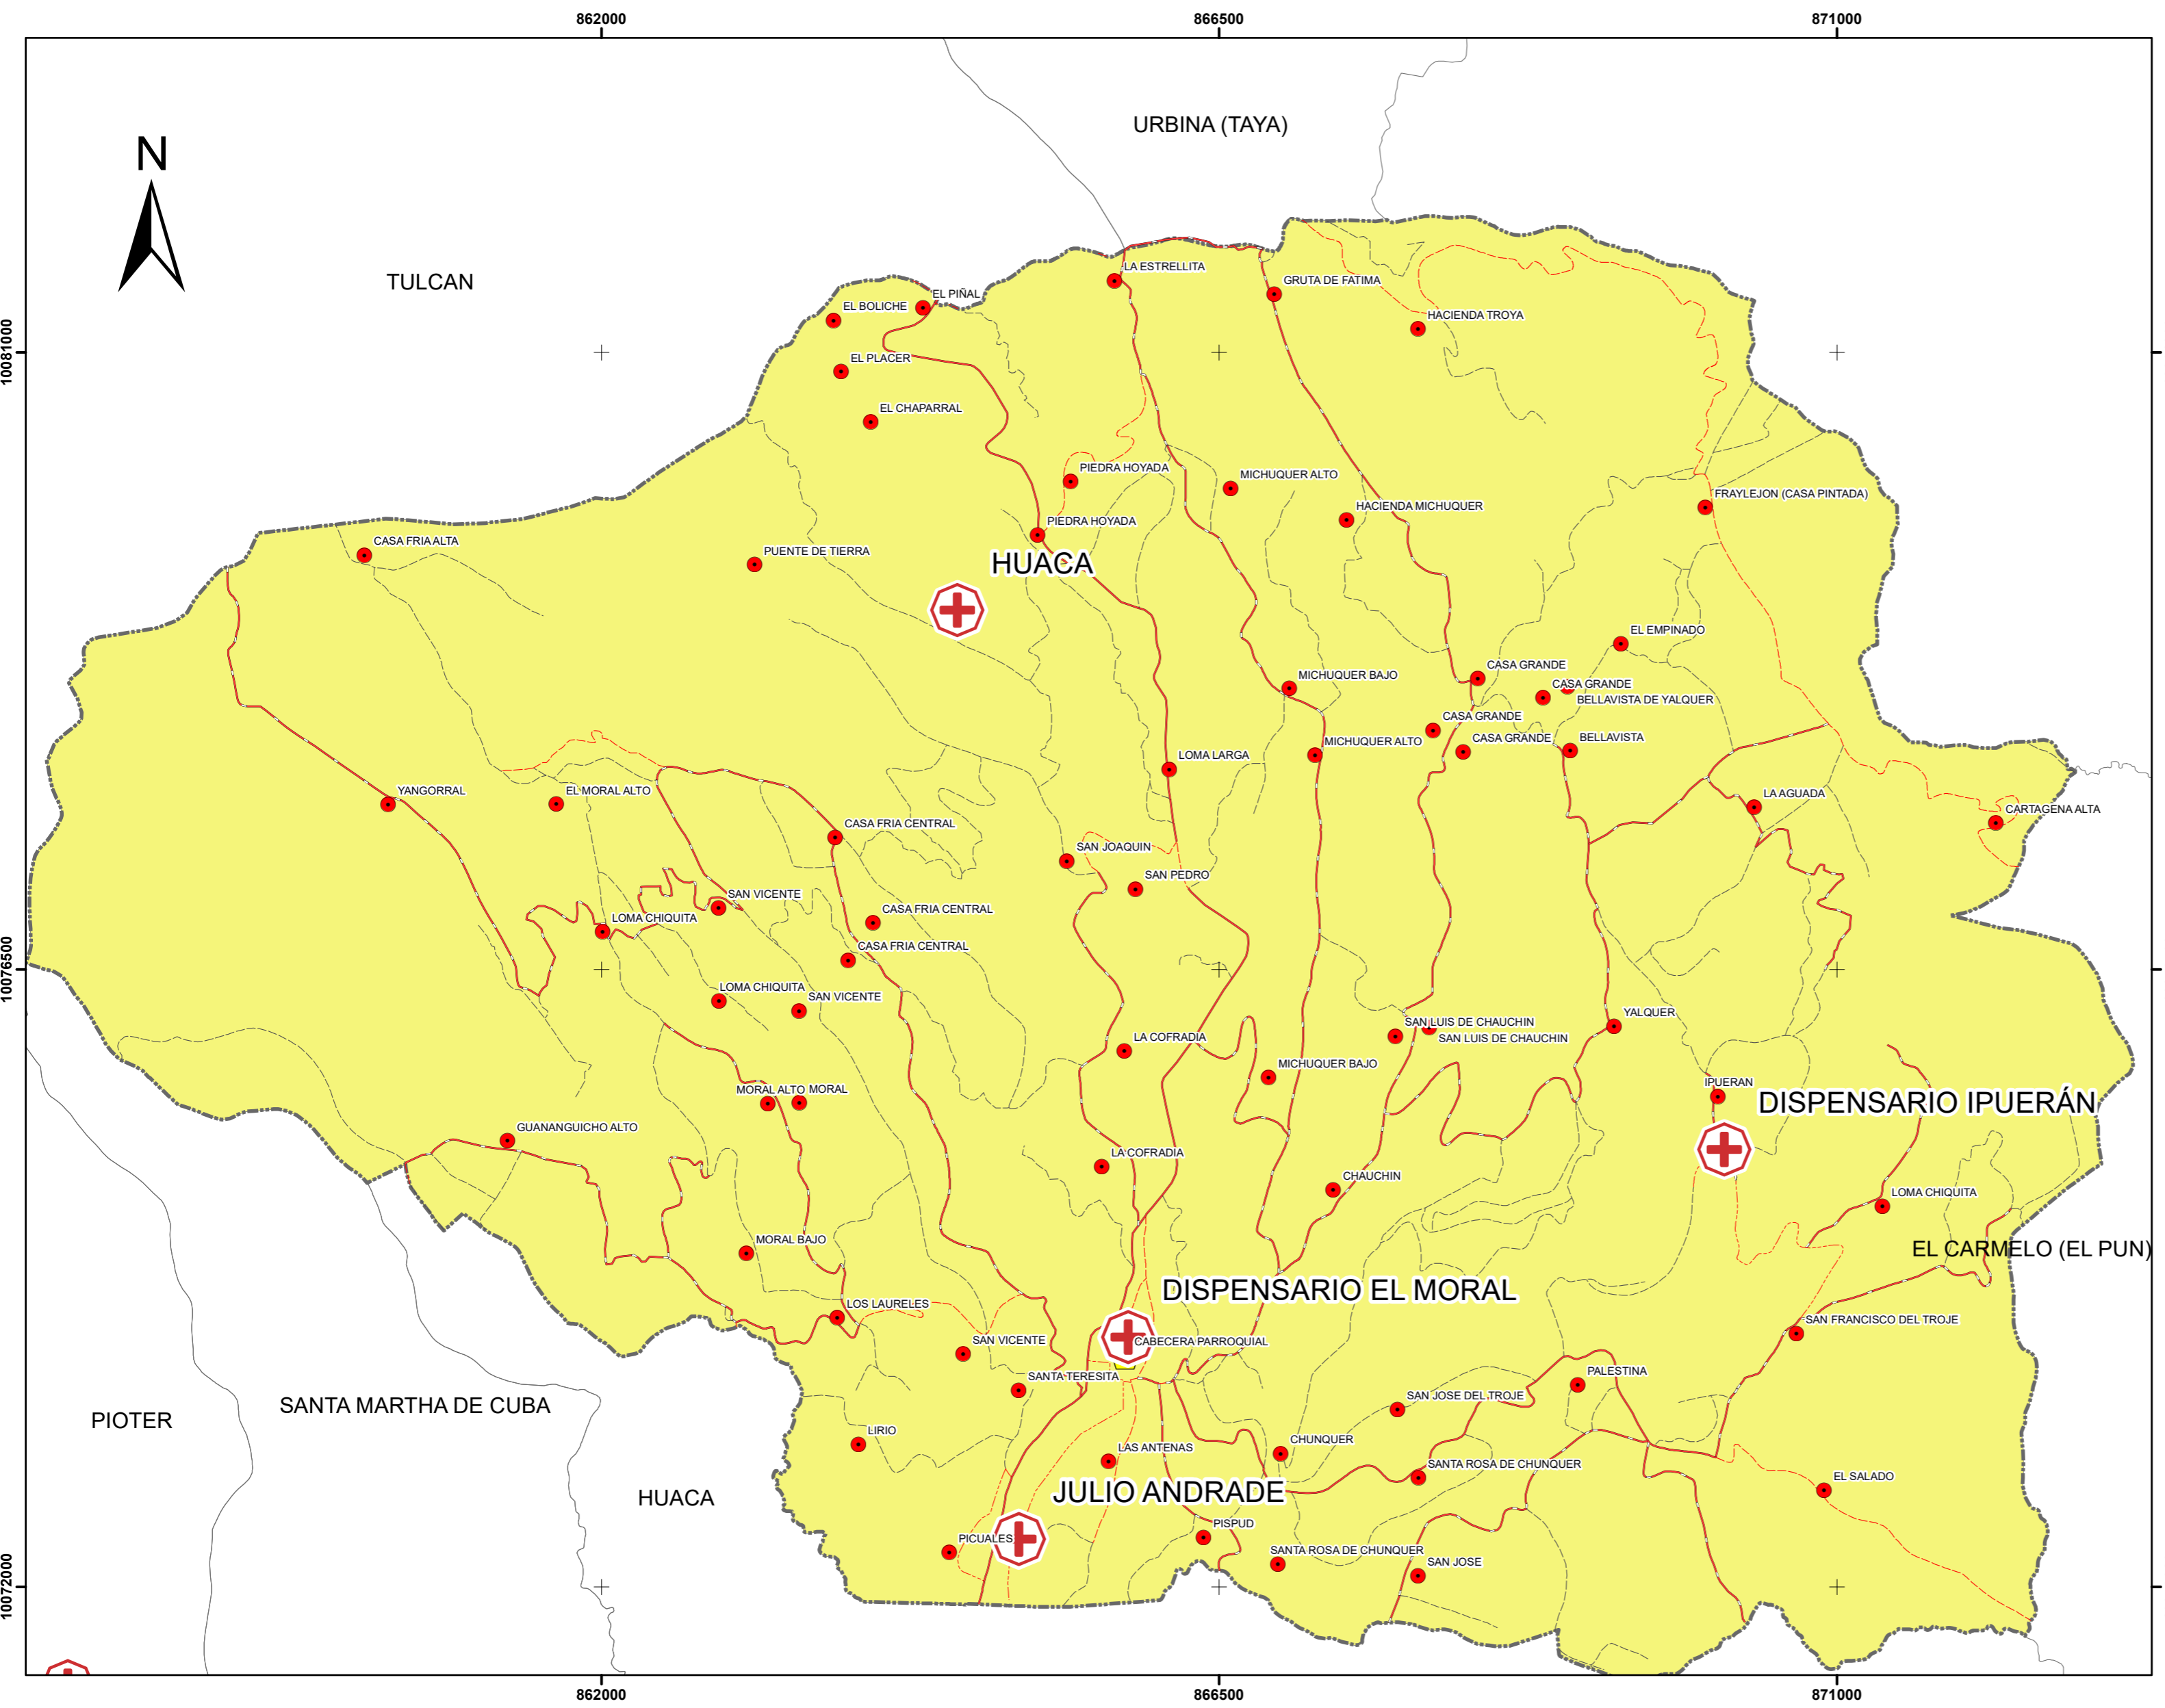 862000
866500
871000
URBINA (TAYA)
N
TULCAN
LA ESTRELLITA
GRUTA DE FATIMA
EL PIÑAL
EL BOLICHE
HACIENDA TROYA
10081000
EL PLACER
EL CHAPARRAL
PIEDRA HOYADA
MICHUQUER ALTO
FRAYLEJON (CASA PINTADA)
HACIENDA MICHUQUER
PIEDRA HOYADA
CASA FRIA ALTA
PUENTE DE TIERRA
HUACA
EL EMPINADO
CASA GRANDE
MICHUQUER BAJO
CASA GRANDE
BELLAVISTA DE YALQUER
CASA GRANDE
BELLAVISTA
CASA GRANDE
MICHUQUER ALTO
LOMA LARGA
YANGORRAL
EL MORAL ALTO
LA AGUADA
CARTAGENA ALTA
CASA FRIA CENTRAL
SAN JOAQUIN
SAN PEDRO
SAN VICENTE
CASA FRIA CENTRAL
LOMA CHIQUITA
CASA FRIA CENTRAL
10076500
LOMA CHIQUITA
SAN VICENTE
YALQUER
SAN LUIS DE CHAUCHIN
SAN LUIS DE CHAUCHIN
LA COFRADIA
MICHUQUER BAJO
IPUERAN
MORAL ALTO
MORAL
DISPENSARIO IPUERÁN
GUANANGUICHO ALTO
LA COFRADIA
CHAUCHIN
LOMA CHIQUITA
MORAL BAJO
EL CARMELO (EL PUN)
DISPENSARIO EL MORAL
LOS LAURELES
SAN FRANCISCO DEL TROJE
SAN VICENTE
CABECERA PARROQUIAL
SANTA TERESITA
PALESTINA
SAN JOSE DEL TROJE
SANTA MARTHA DE CUBA
PIOTER
LIRIO
CHUNQUER
LAS ANTENAS
SANTA ROSA DE CHUNQUER
EL SALADO
JULIO ANDRADE
HUACA
PISPUD
PICUALES
SANTA ROSA DE CHUNQUER
SAN JOSE
10072000
862000
866500
871000